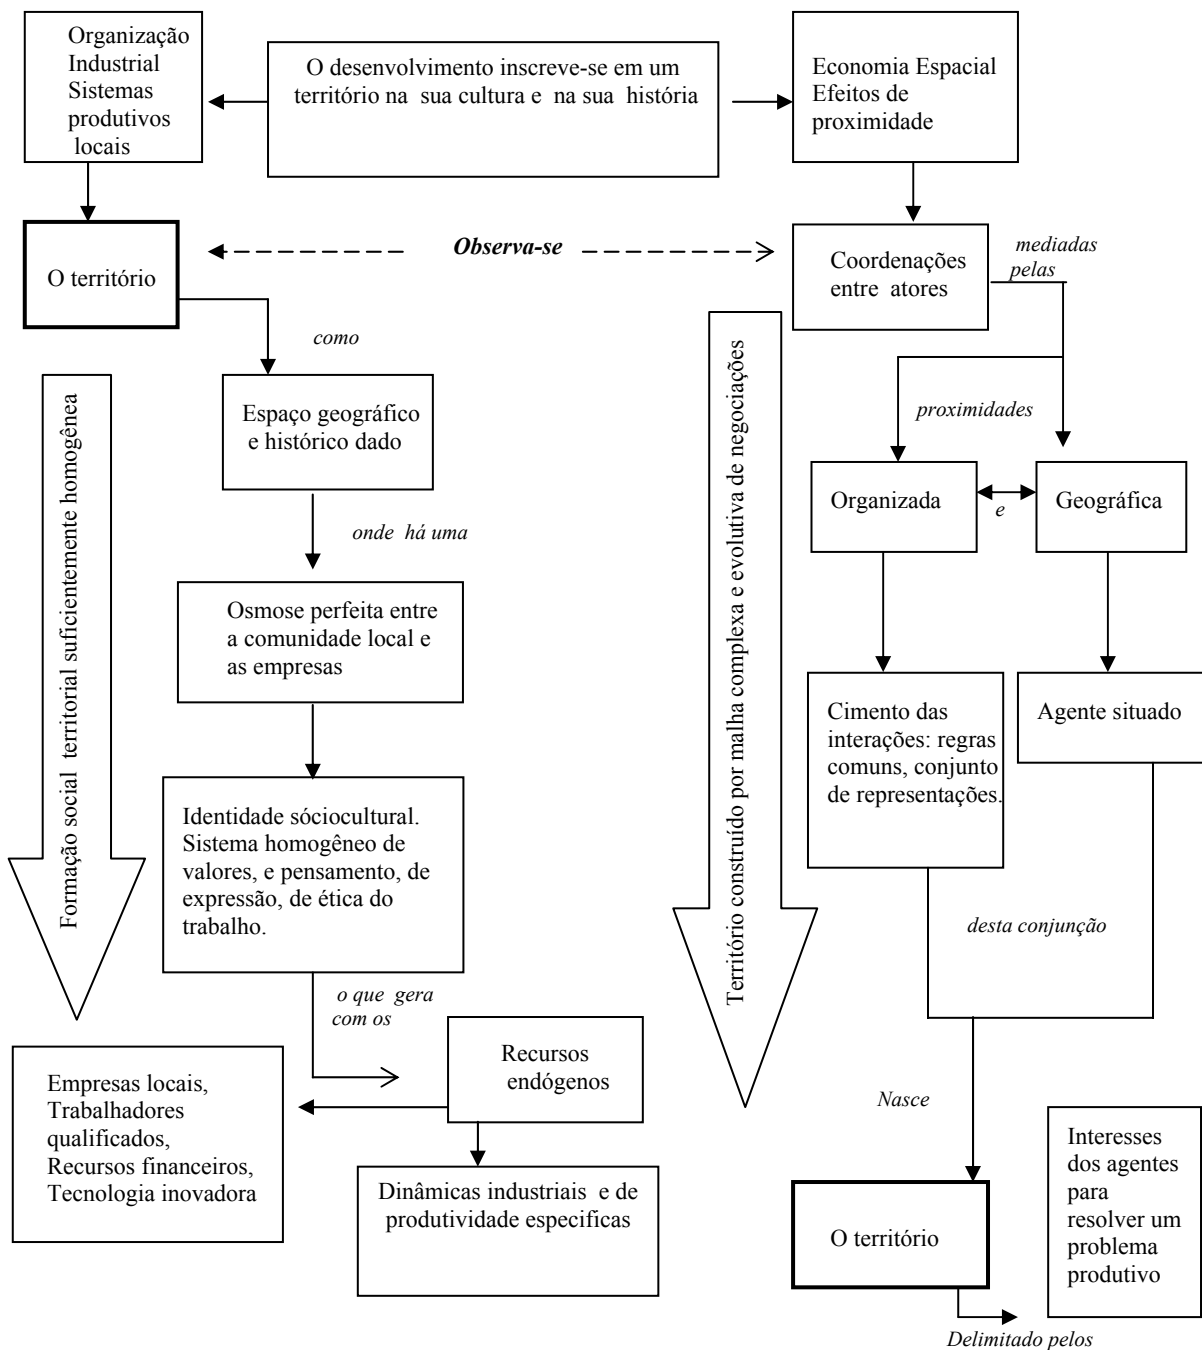 Organização
Industrial
Sistemas
produtivos
locais
O desenvolvimento inscreve-se em um
território na sua cultura e na sua história
Economia Espacial
Efeitos de
proximidade
O território
Observa-se
Coordenações
entre atores
mediadas
pelas
como
Espaço geográfico
e histórico dado
onde há uma
Osmose perfeita entre
a comunidade local e
as empresas
Identidade sóciocultural.
Sistema homogêneo de
valores, e pensamento, de
expressão, de ética do
trabalho.
o que gera
com os
Recursos
endógenos
Empresas locais,
Trabalhadores
qualificados,
Recursos financeiros,
Tecnologia inovadora
Dinâmicas industriais e de
produtividade especificas
Formação social territorial suficientemente homogênea
Território construído por malha complexa e evolutiva de negociações
proximidades
Organizada
e
Geográfica
Cimento das
interações: regras
comuns, conjunto
de representações.
Agente situado
desta conjunção
Nasce
O território
Interesses
dos agentes
para
resolver um
problema
produtivo
Delimitado pelos